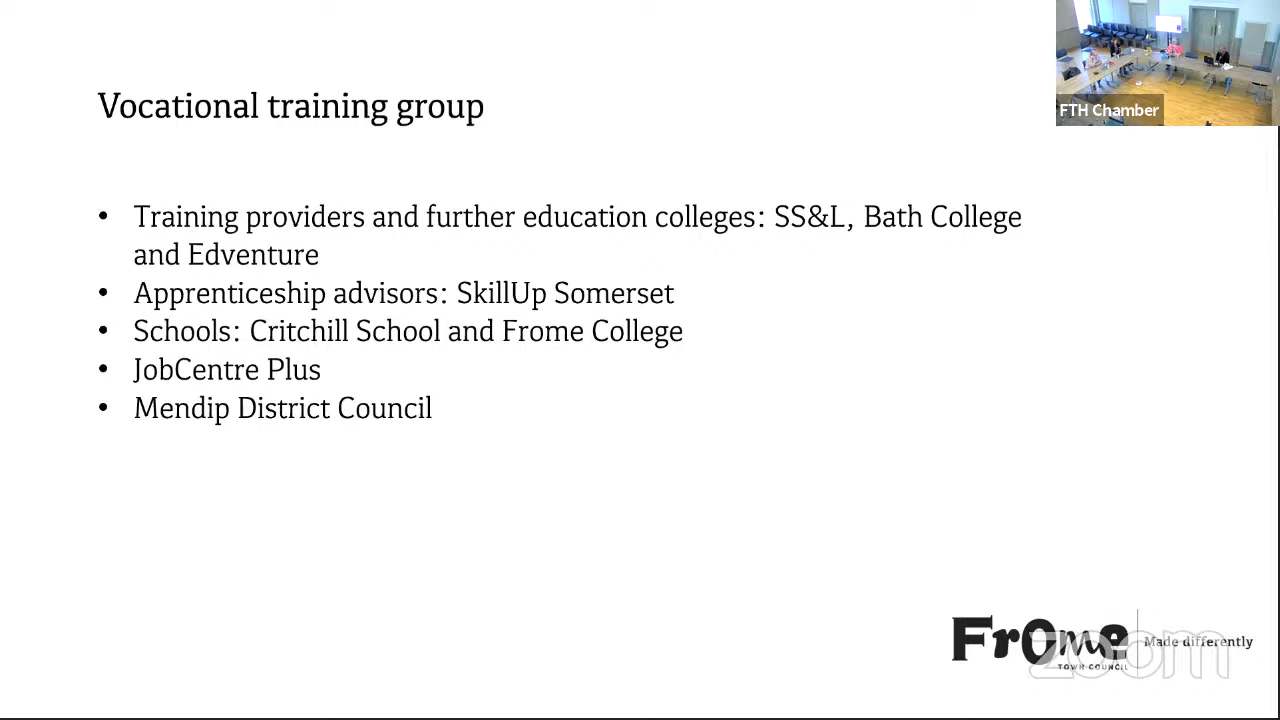 FTH Chamber
Vocational training group
• Training providers and further education colleges: SS&L, Bath College
and Edventure
• Apprenticeship advisors: SkillUp Somerset
• Schools: Critchill School and Frome College
• JobCentre Plus
• Mendip District Council
Frome
TOWN COUNCIL
Made differently
zoom